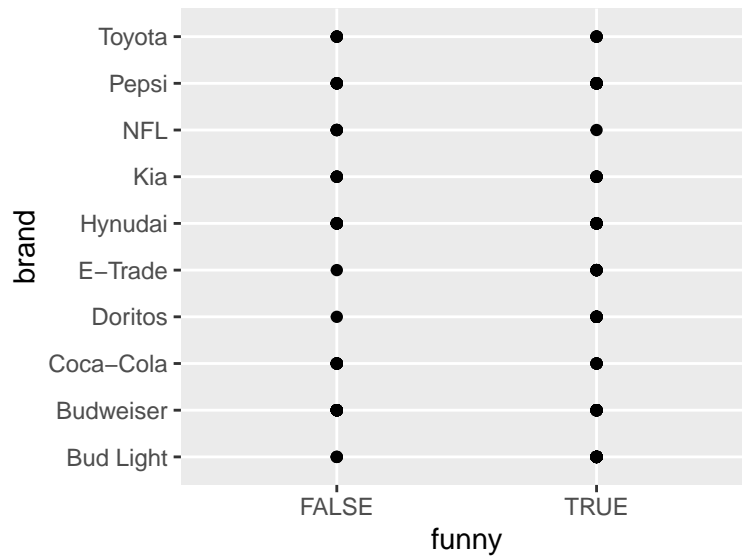 Toyota
Pepsi
NFL
Kia
Hynudai
E−Trade
Doritos
Coca−Cola
Budweiser
Bud Light
brand
FALSE TRUE
funny